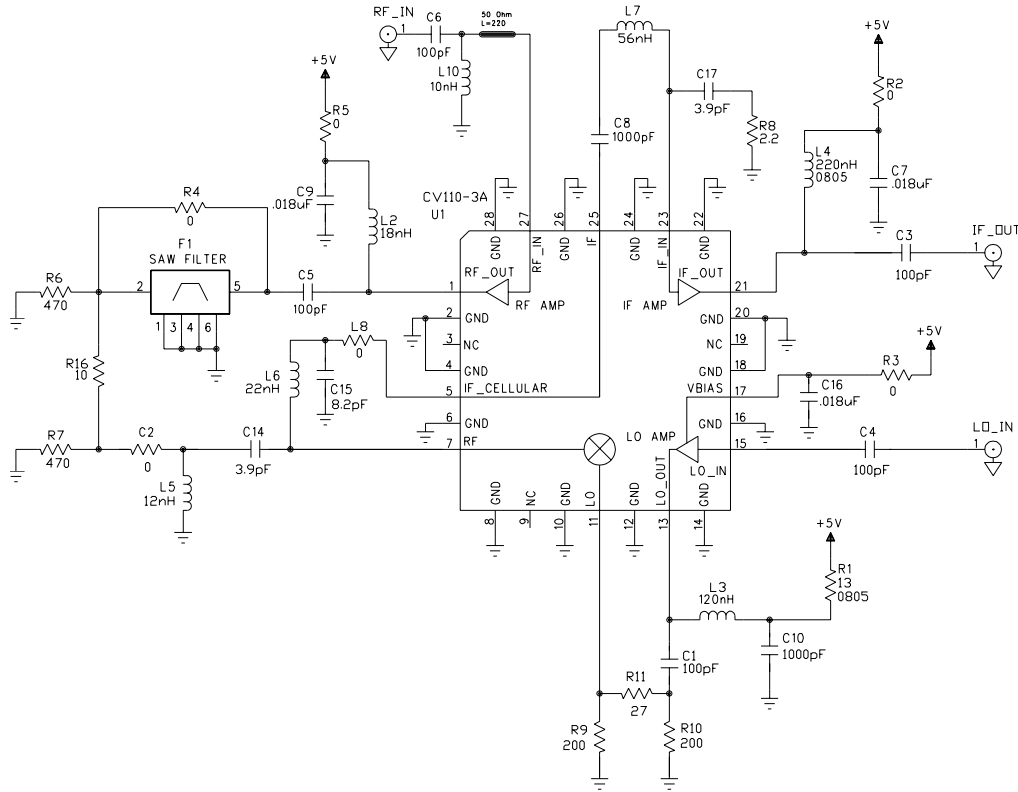 RF_IN
1
C6
100pF
50 Ohm
L=220
L10
10nH
L7
56nH
C17
3.9pF
R8
2.2
C8
1000pF
+5V
R2
0
L4
220nH
0805
C7
.018uF
IF_OUT
C3
100pF
1
+5V
R5
0
C9
.018uF
L2
18nH
R4
0
F1
SAW FILTER
2
5
1
3
4
6
C5
100pF
R6
470
R16
10
R7
470
C2
0
L5
12nH
C14
3.9pF
L6
22nH
C15
8.2pF
L8
0
CV110-3A
U1
28
27
26
25
24
23
22
GND
RF_IN
GND
IF
GND
IF_IN
GND
RF_OUT
RF AMP
IF_OUT
IF AMP
1
2
GND
3
NC
4
GND
5
IF_CELLULAR
6
GND
7
RF
21
GND
20
NC
19
GND
18
VBIAS
17
GND
16
LO AMP
15
LO_IN
LO_OUT
GND
NC
GND
LO
GND
GND
8
9
10
11
12
13
14
+5V
R3
0
C16
.018uF
C4
100pF
LO_IN
1
+5V
R1
13
0805
L3
120nH
C10
1000pF
C1
100pF
R11
27
R9
200
R10
200